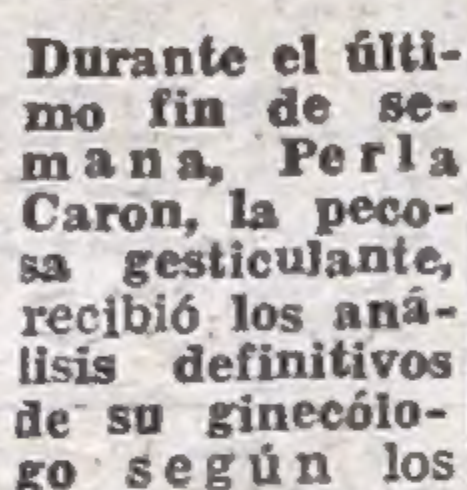 Durante el últi-
mo fin de se-
mana, Perla
Caron, la peco-
sa gesticulante,
recibió los aná-
lisis definitivos
de su ginecólo-
go según los